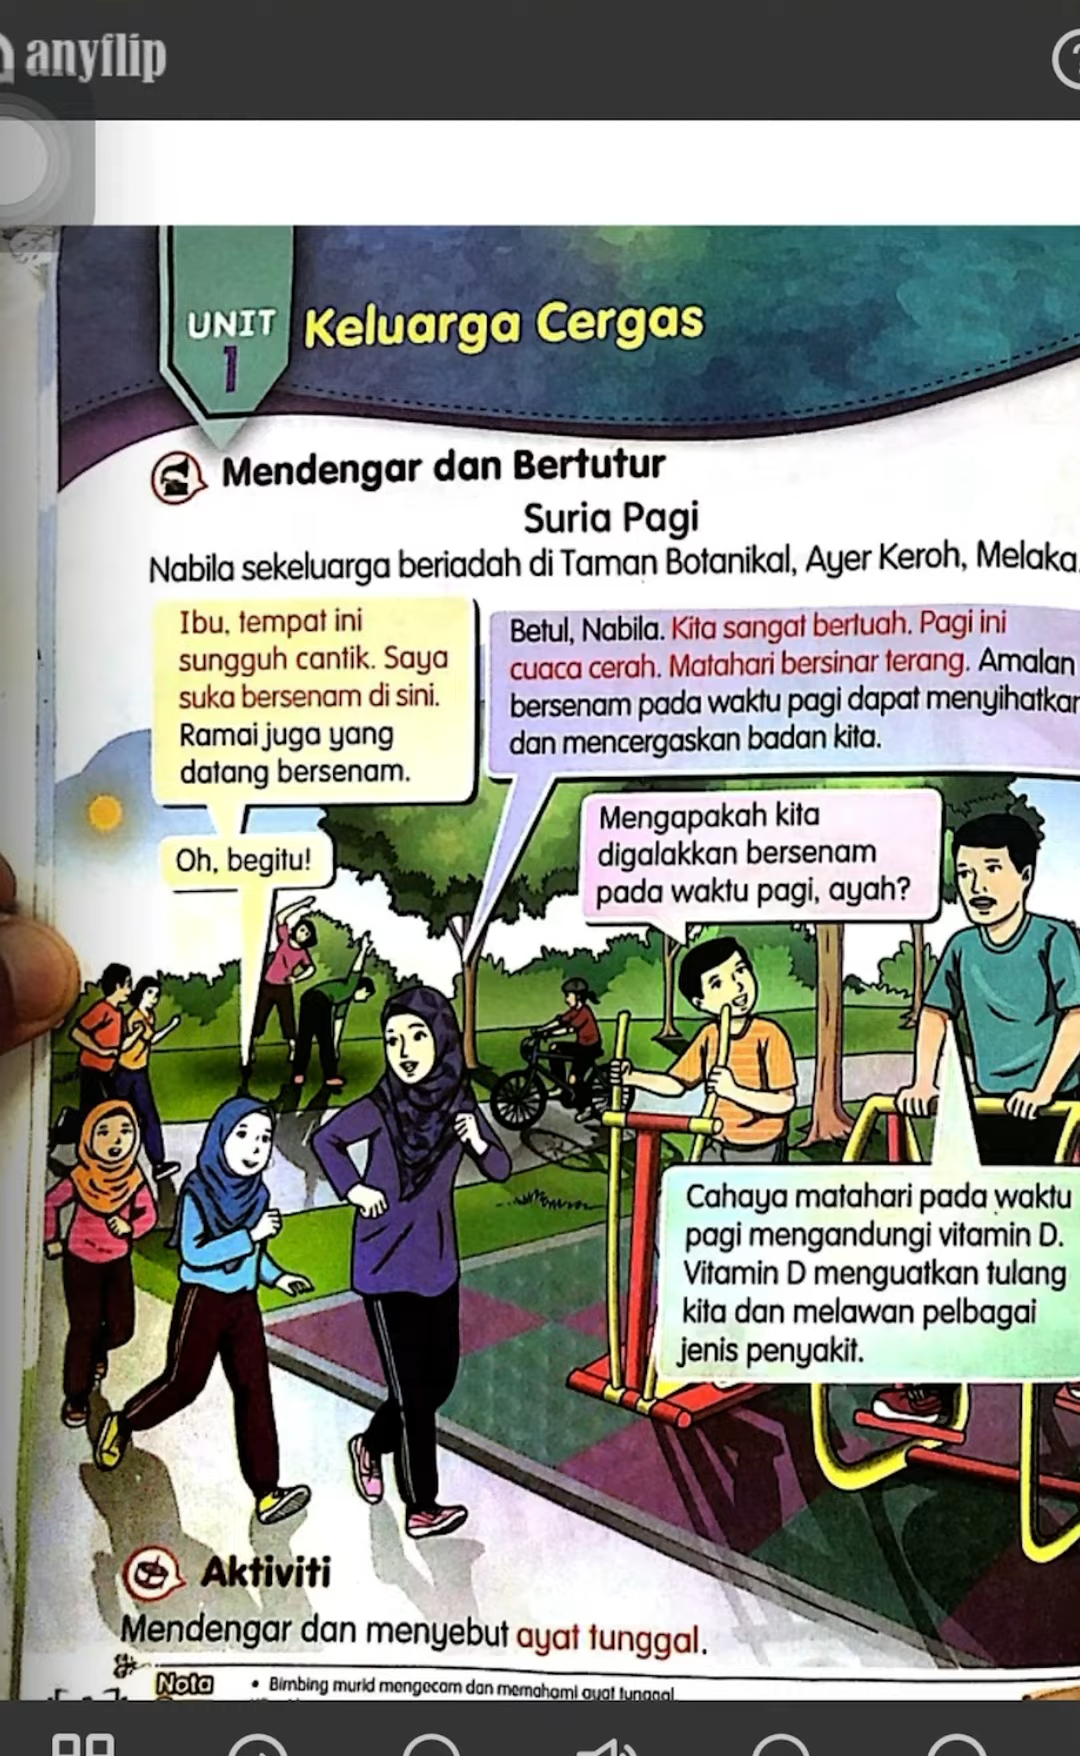 anyflip
UNIT
1
Keluarga Cergas
Mendengar dan Bertutur
Suria Pagi
Nabila sekeluarga beriadah di Taman Botanikal, Ayer Keroh, Melaka.
Ibu, tempat ini
sungguh cantik. Saya
suka bersenam di sini.
Ramai juga yang
datang bersenam.
Betul, Nabila. Kita sangat bertuah. Pagi ini
cuaca cerah. Matahari bersinar terang. Amalan
bersenam pada waktu pagi dapat menyihatkan
dan mencergaskan badan kita.
Oh, begitu!
Mengapakah kita
digalakkan bersenam
pada waktu pagi, ayah?
Cahaya matahari pada waktu
pagi mengandungi vitamin D.
Vitamin D menguatkan tulang
kita dan melawan pelbagai
jenis penyakit.
Aktiviti
Mendengar dan menyebut ayat tunggal.
Nota
• Bimbing murid mengecam dan memahami ayat tunggal